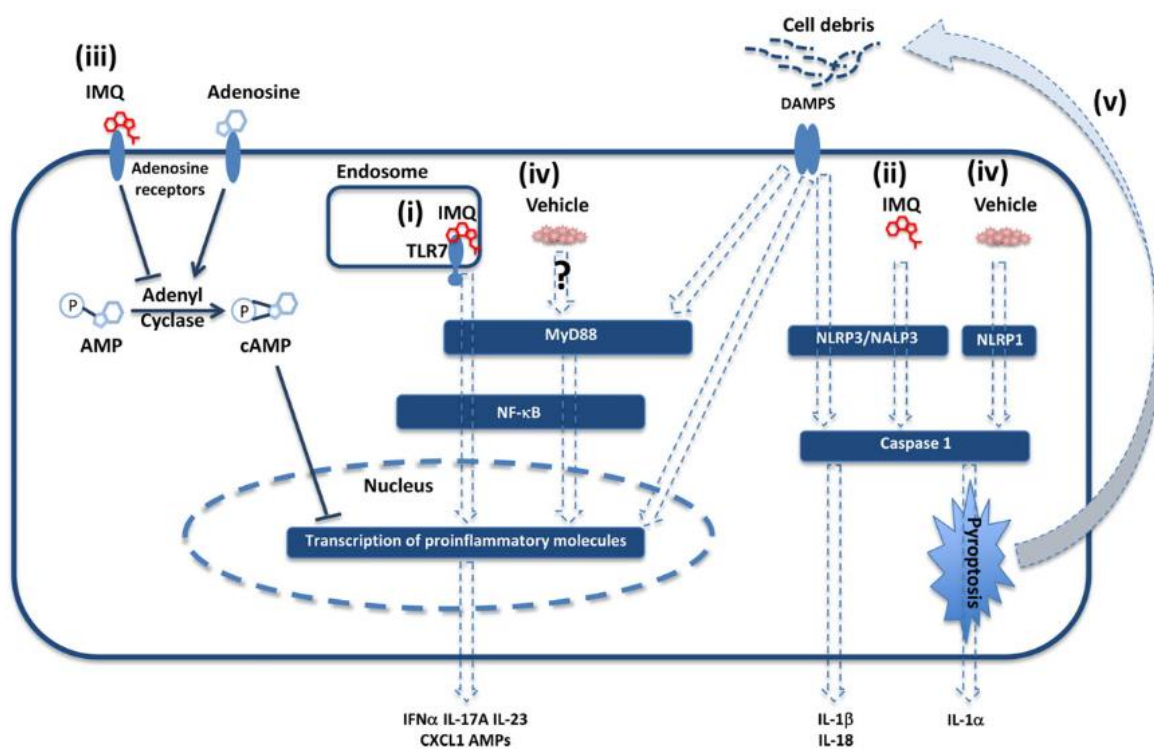 Cell debris
(iii)
IMQ
Adenosine
DAMPS
(v)
Adenosine
receptors
Endosome
(iv)
(ii)
(iv)
(i)
IMQ
Vehicle
IMQ
Vehicle
TLR7
?
P
Adenyl
Cyclase
P
AMP
cAMP
MyD88
NLRP3/NALP3
NLRP1
NF-κB
Caspase 1
Nucleus
Transcription of proinflammatory molecules
Pyroptosis
IFNα IL-17A IL-23
CXCL1 AMPs
IL-1β
IL-18
IL-1α